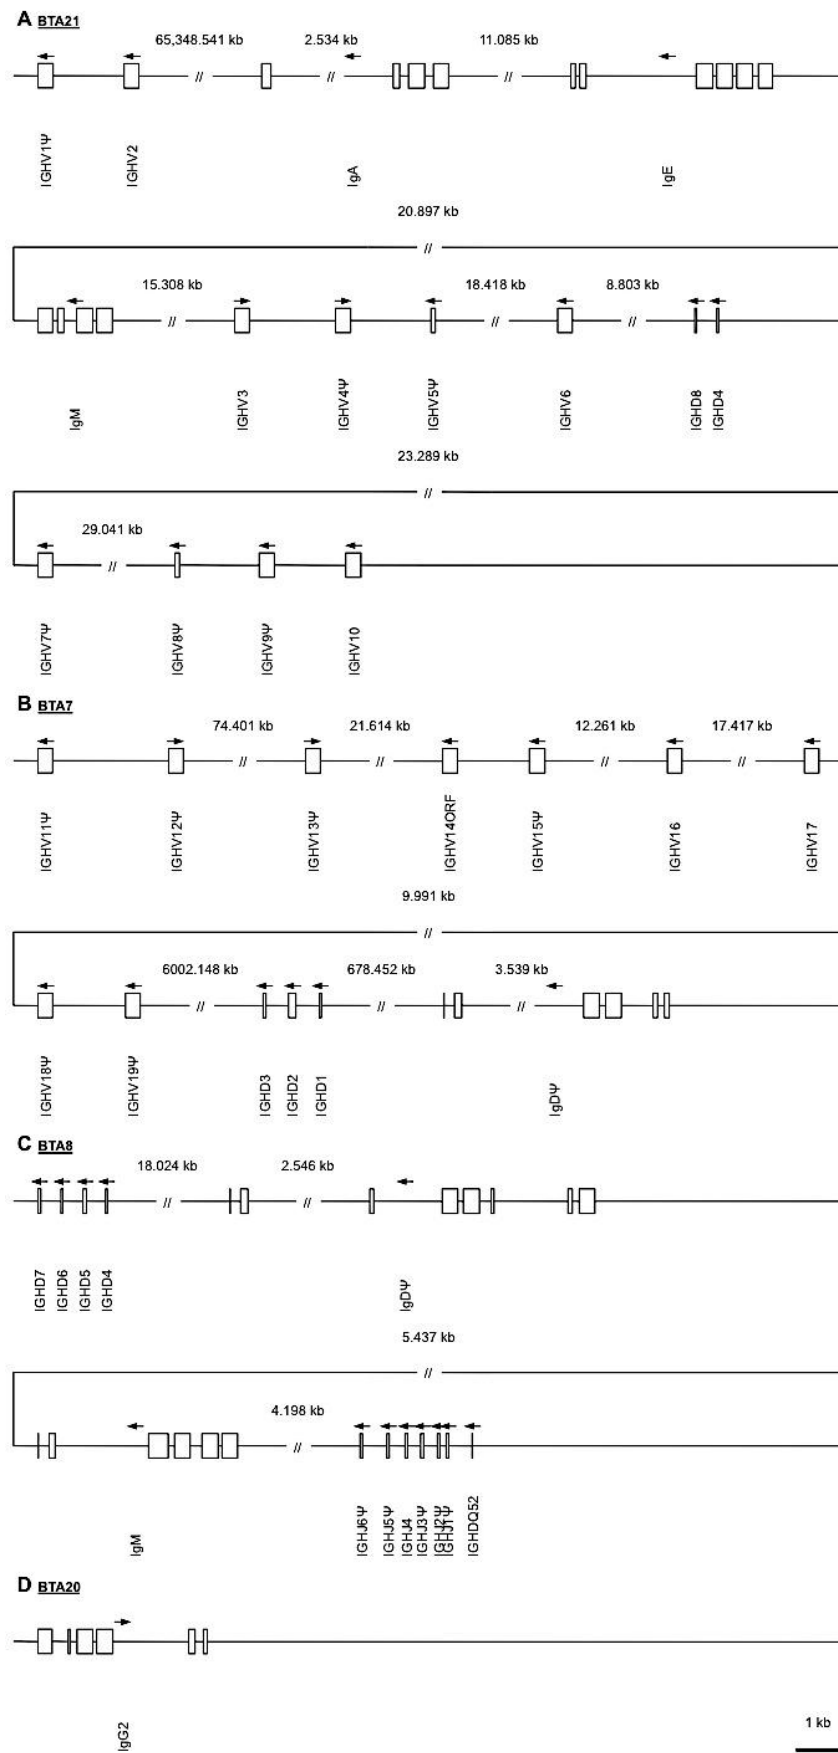 A BTA21
65,348.541 kb 2.534 kb 11.085 kb
// // //
IGHV1Ψ IGHV2 IgA IgE
20.897 kb
//
15.308 kb 18.418 kb 8.803 kb
// // //
IgM IGHV3 IGHV4Ψ IGHV5Ψ IGHV6 IGHD8 IGHD4
23.289 kb
//
29.041 kb
//
IGHV7Ψ IGHV8Ψ IGHV9Ψ IGHV10
B BTA7
74.401 kb 21.614 kb 12.261 kb 17.417 kb
// // // //
IGHV11Ψ IGHV12Ψ IGHV13Ψ IGHV14ORF IGHV15Ψ IGHV16 IGHV17
9.991 kb
//
6002.148 kb 678.452 kb 3.539 kb
// // //
IGHV18Ψ IGHV19Ψ IGHD3 IGHD2 IGHD1 IgDΨ
C BTA8
18.024 kb 2.546 kb
// //
IGHD7 IGHD6 IGHD5 IGHD4 IgDΨ
5.437 kb
//
4.198 kb
//
IgM IGHJ6Ψ IGHJ5Ψ IGHJ4 IGHJ3Ψ IGHJ2Ψ IGHJ1Ψ IGHDQ52
D BTA20
IgG2
1 kb